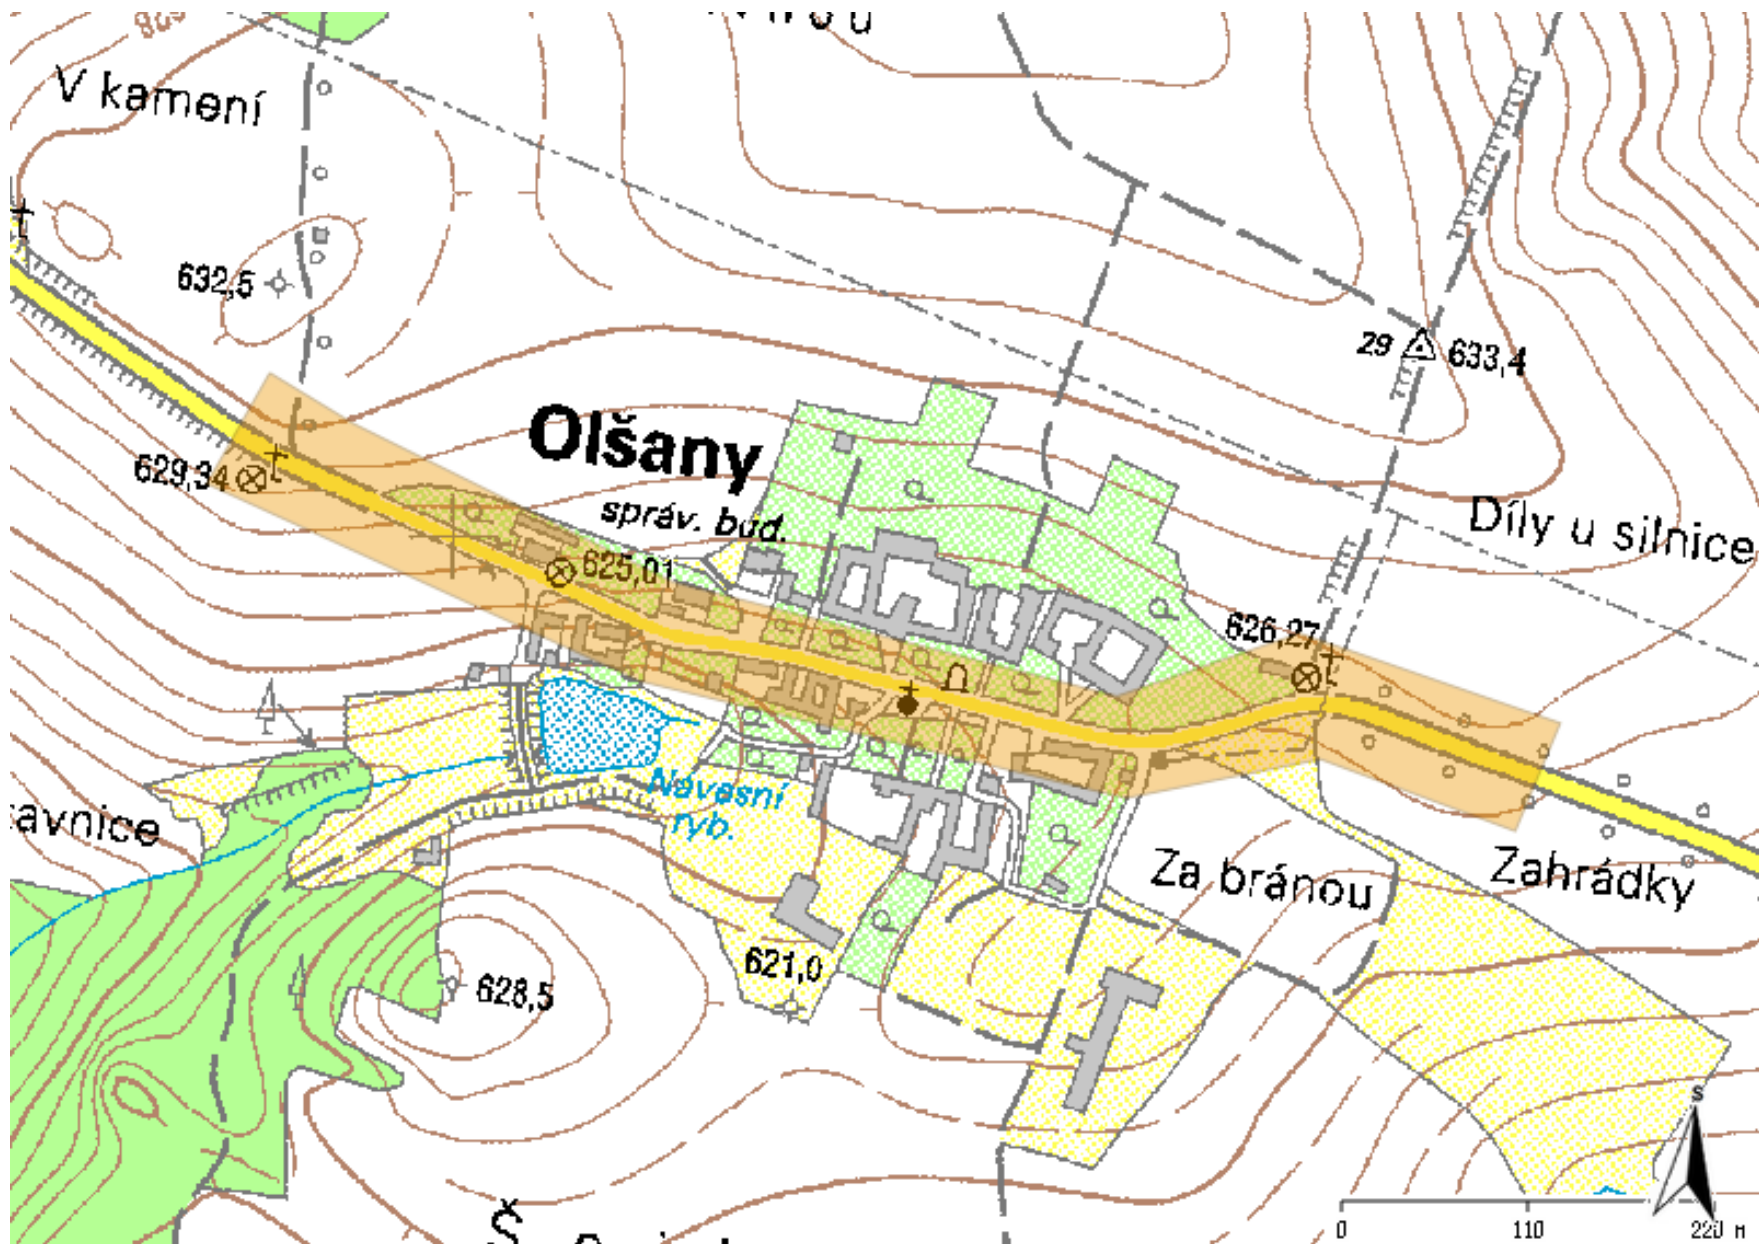 V kamení
632,5
29
633,4
Olšany
správ. bud.
629,34
625,01
Díly u silnice
626,27
Návesní
ryb.
Za bránou
Zahrádky
628,5
621,0
S
0 110 220 M